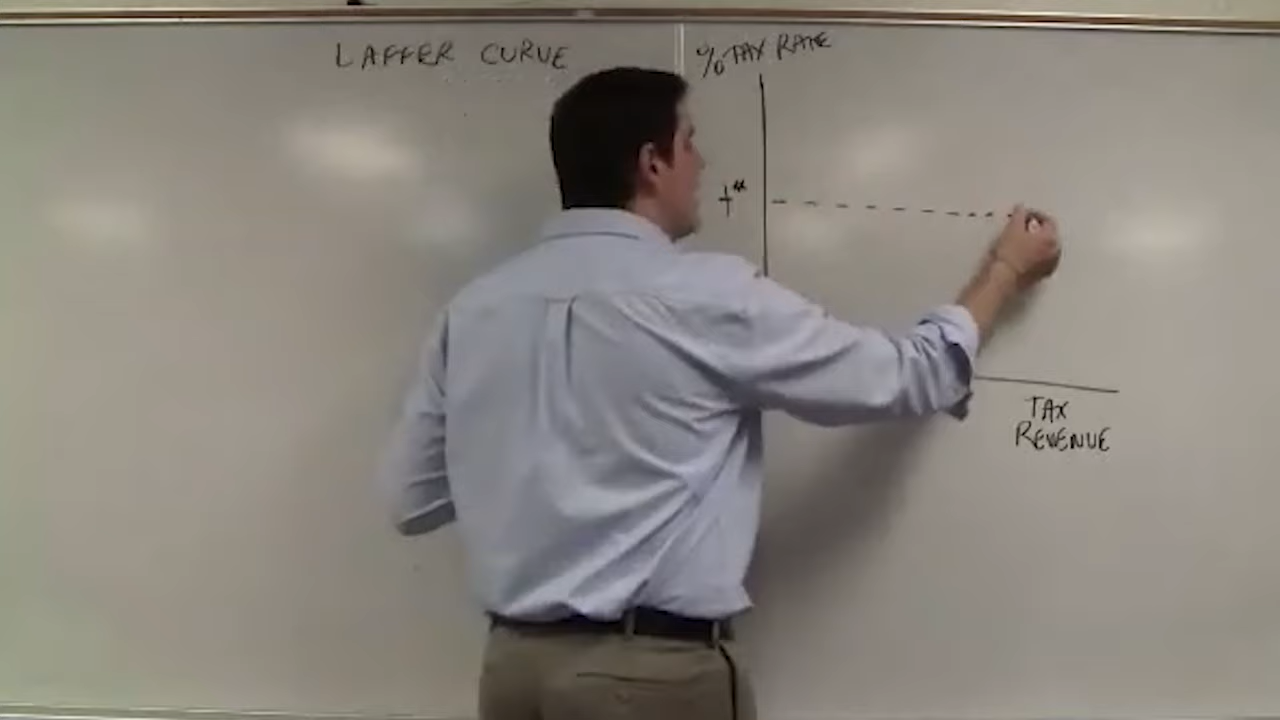 LAFFER CURVE
% TAX RATE
t**
TAX
REVENUE